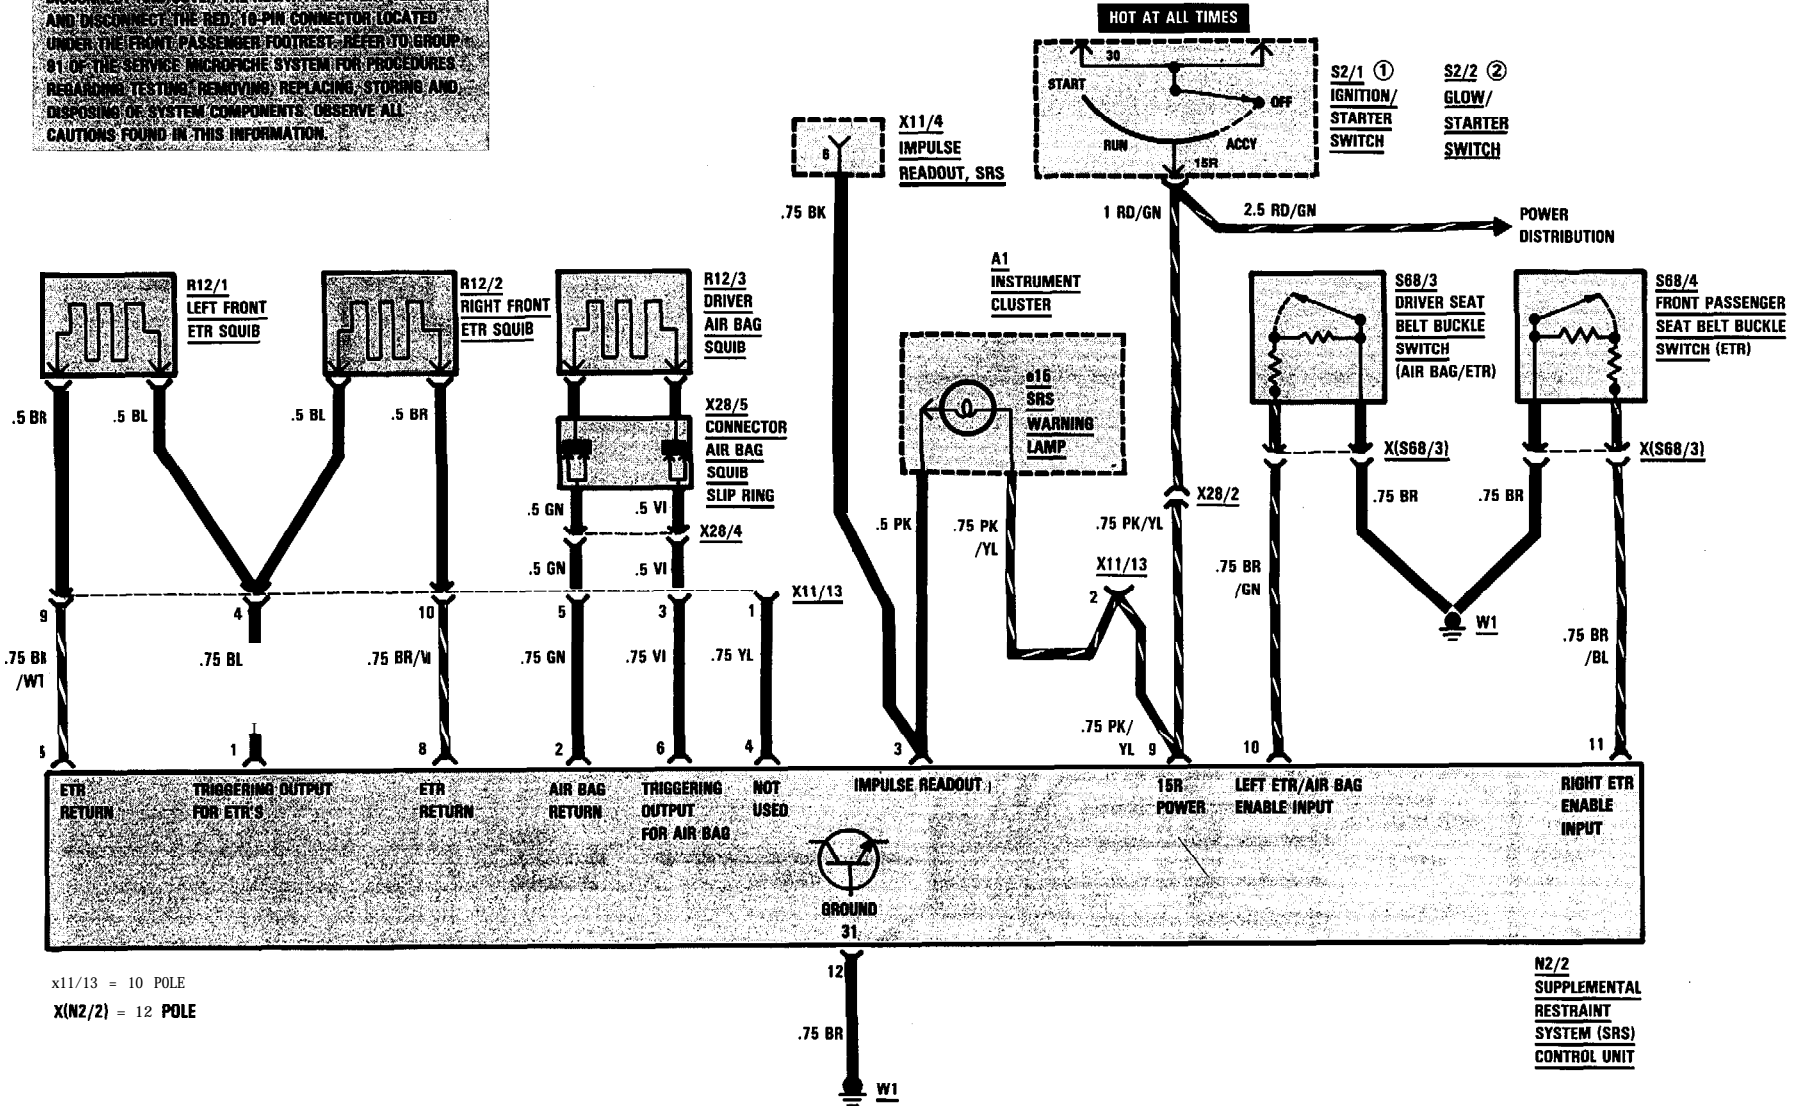 AND DISCONNECT THE RED, 10-PIN CONNECTOR LOCATED
UNDER THE FRONT PASSENGER FOOTREST. REFER TO GROUP
91 OF THE SERVICE MICROFICHE SYSTEM FOR PROCEDURES
REGARDING TESTING, REMOVING, REPLACING, STORING AND
DISPOSING OF SYSTEM COMPONENTS. OBSERVE ALL
CAUTIONS FOUND IN THIS INFORMATION.
HOT AT ALL TIMES
30
START
OFF
RUN
ACCY
15R
S2/1 ①
IGNITION/
STARTER
SWITCH
S2/2 ②
GLOW/
STARTER
SWITCH
6
X11/4
IMPULSE
READOUT, SRS
.75 BK
1 RD/GN
2.5 RD/GN
POWER
DISTRIBUTION
R12/1
LEFT FRONT
ETR SQUIB
R12/2
RIGHT FRONT
ETR SQUIB
R12/3
DRIVER
AIR BAG
SQUIB
A1
INSTRUMENT
CLUSTER
e16
SRS
WARNING
LAMP
S68/3
DRIVER SEAT
BELT BUCKLE
SWITCH
(AIR BAG/ETR)
S68/4
FRONT PASSENGER
SEAT BELT BUCKLE
SWITCH (ETR)
.5 BR
.5 BL
.5 BL
.5 BR
X28/5
CONNECTOR
AIR BAG
SQUIB
SLIP RING
X(S68/3)
X(S68/3)
.5 GN
.5 VI
X28/4
.5 GN
.5 VI
.5 PK
.75 PK
/YL
X28/2
.75 PK/YL
.75 BR
.75 BR
X11/13
2
.75 BR
/GN
W1
.75 BR
/BL
9
4
10
5
3
1
X11/13
.75 BR
/WT
.75 BL
.75 BR/W
.75 GN
.75 VI
.75 YL
.75 PK/
YL
5
1
8
2
6
4
3
9
10
11
ETR
RETURN
TRIGGERING OUTPUT
FOR ETR'S
ETR
RETURN
AIR BAG
RETURN
TRIGGERING
OUTPUT
FOR AIR BAG
NOT
USED
IMPULSE READOUT
15R
POWER
LEFT ETR/AIR BAG
ENABLE INPUT
RIGHT ETR
ENABLE
INPUT
GROUND
31
12
.75 BR
W1
x11/13 = 10 POLE
X(N2/2) = 12 POLE
N2/2
SUPPLEMENTAL
RESTRAINT
SYSTEM (SRS)
CONTROL UNIT